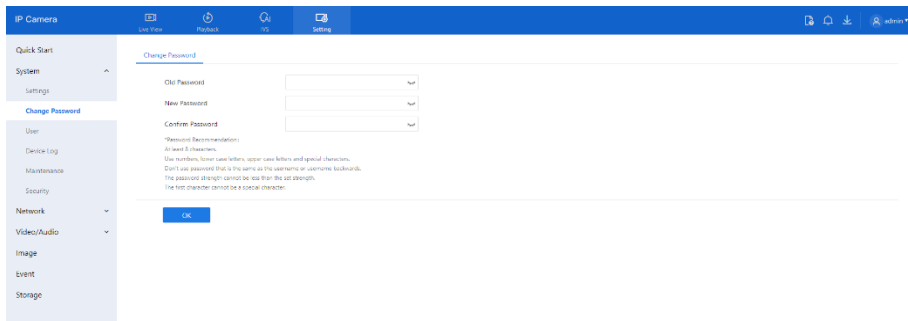 IP Camera
Live View
Playback
IVS
Setting
admin
Quick Start
System
Settings
Change Password
User
Device Log
Maintenance
Security
Network
Video/Audio
Image
Event
Storage
Change Password
Old Password
New Password
Confirm Password
*Password Recommendation:
At least 8 characters.
Use numbers, lower case letters, upper case letters and special characters.
Don't use password that is the same as the username or username backwards.
The password strength cannot be less than the set strength.
The first character cannot be a special character.
OK